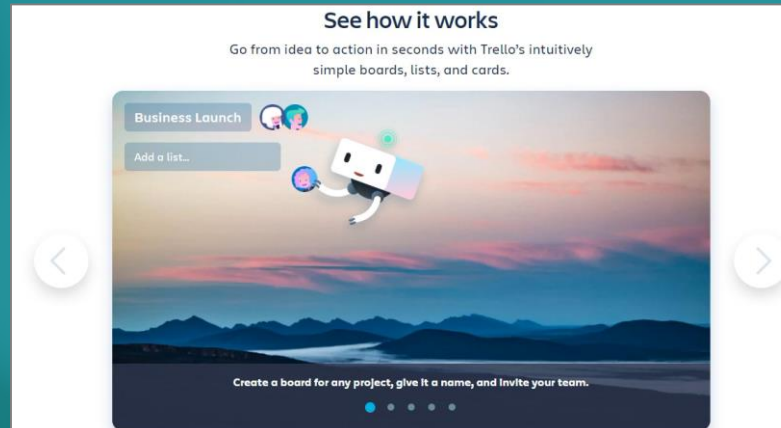 See how it works
Go from idea to action in seconds with Trello's intuitively
simple boards, lists, and cards.
Business Launch
Add a list...
Create a board for any project, give it a name, and invite your team.